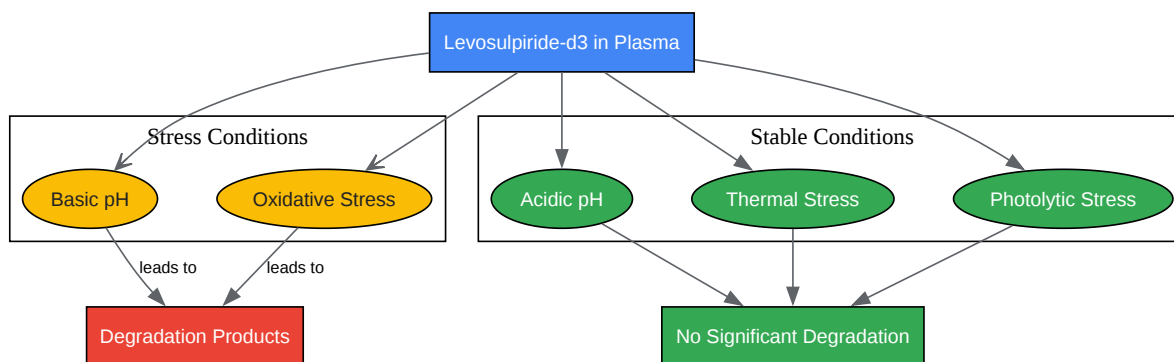 Levosulpiride-d3 in Plasma
Stress Conditions
Stable Conditions
Basic pH
Oxidative Stress
Acidic pH
Thermal Stress
Photolytic Stress
leads to
leads to
Degradation Products
No Significant Degradation